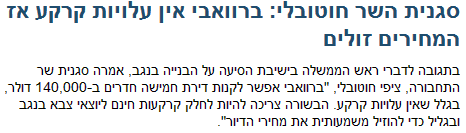 סגנית השר חוטובלי: ברוואבי אין עלויות קרקע אז
המחירים זולים
בתגובה לדברי ראש הממשלה בישיבת הסיעה על הבנייה בנגב, אמרה סגנית שר
התחבורה, ציפי חוטובלי, "ברוואבי אפשר לקנות דירת חמישה חדרים ב-140,000 דולר,
בגלל שאין עלויות קרקע. הבשורה צריכה להיות לחלק קרקעות חינם ליוצאי צבא בנגב
ובגליל כדי להוזיל משמעותית את מחירי הדיור".